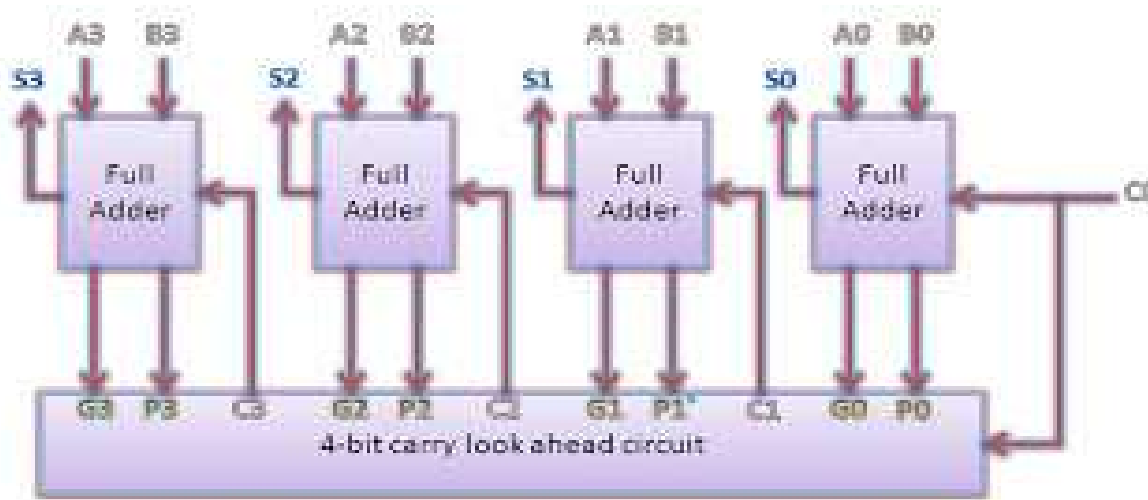 A3 B3 A2 B2 A1 B1 A0 B0
S3 S2 S1 S0
Full Adder
Full Adder
Full Adder
Full Adder
G3 P3 C3 G2 P2 C2 G1 P1 C1 G0 P0
4-bit carry look ahead circuit